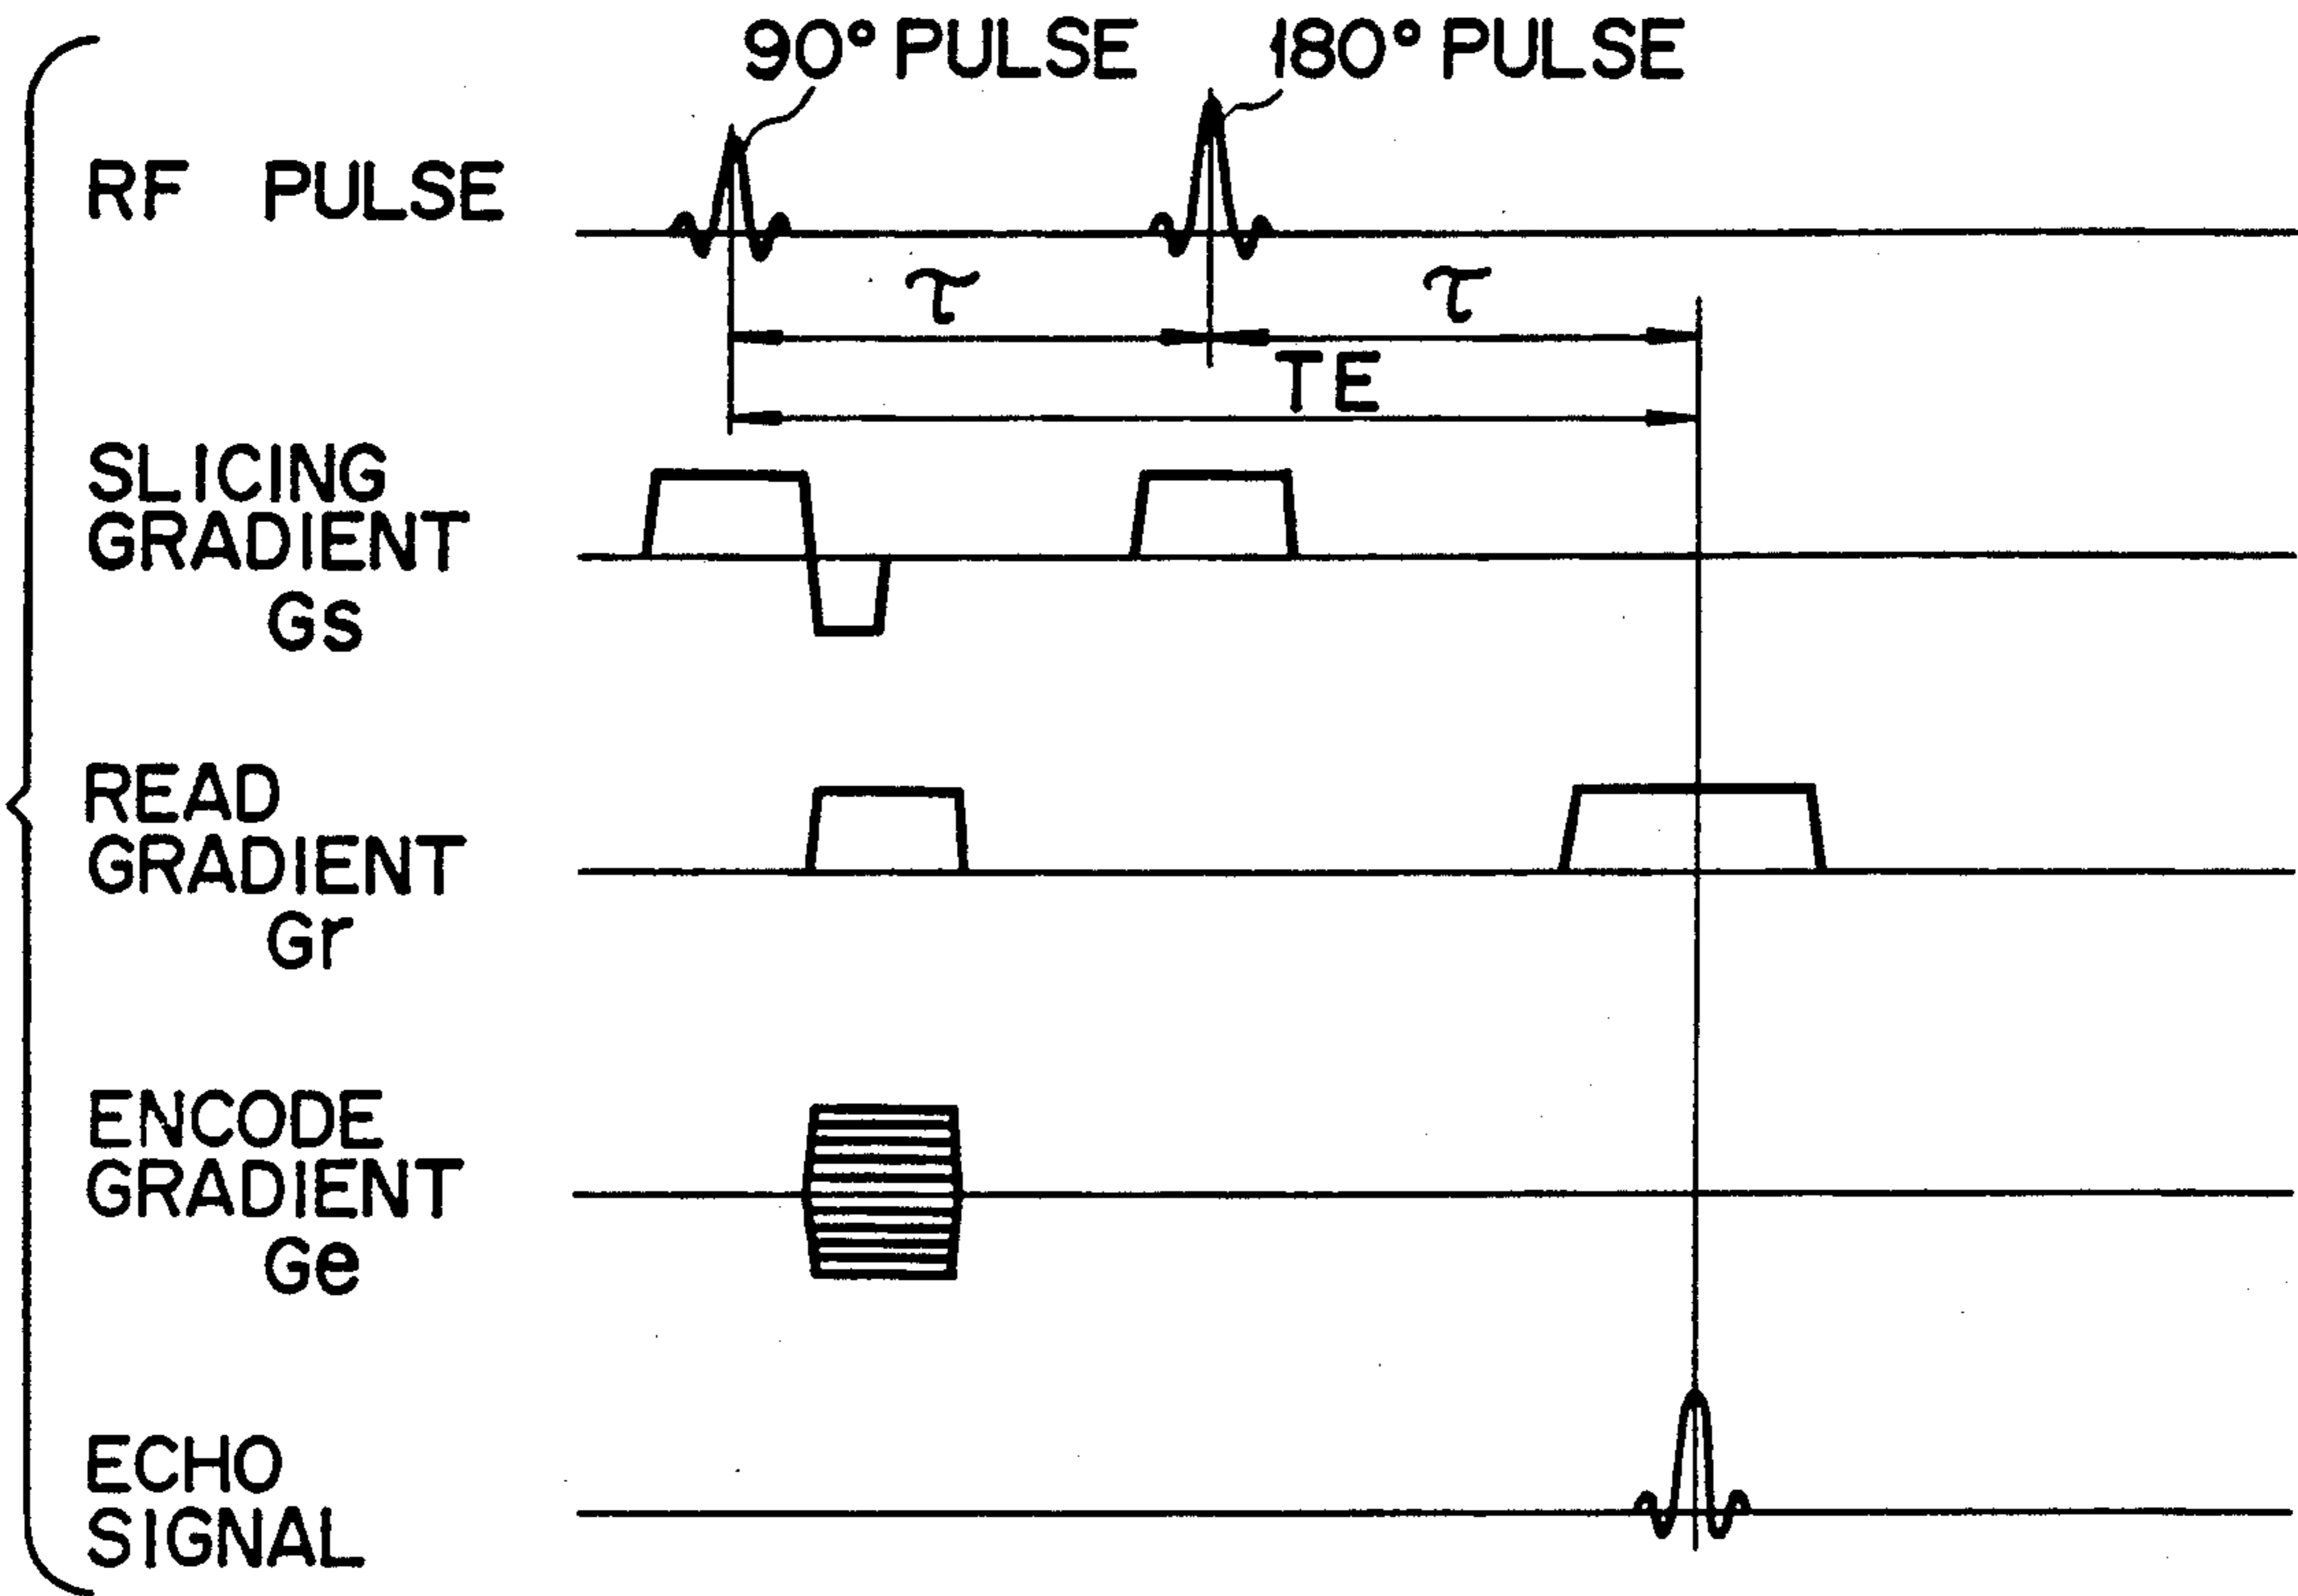 90° PULSE
180° PULSE
RF PULSE
τ
τ
TE
SLICING
GRADIENT
Gs
READ
GRADIENT
Gr
ENCODE
GRADIENT
Ge
ECHO
SIGNAL